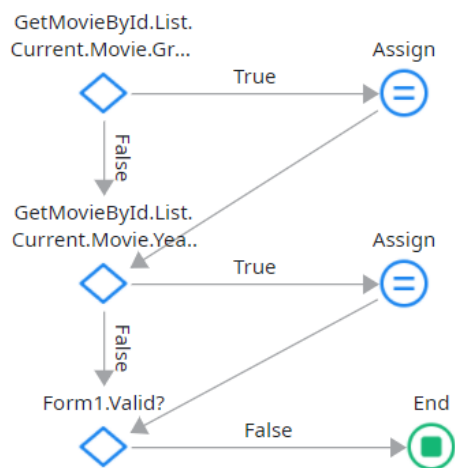 GetMovieById.List.
Current.Movie.Gr...
Assign
True
False
GetMovieById.List.
Current.Movie.Yea..
Assign
True
False
Form1.Valid?
End
False